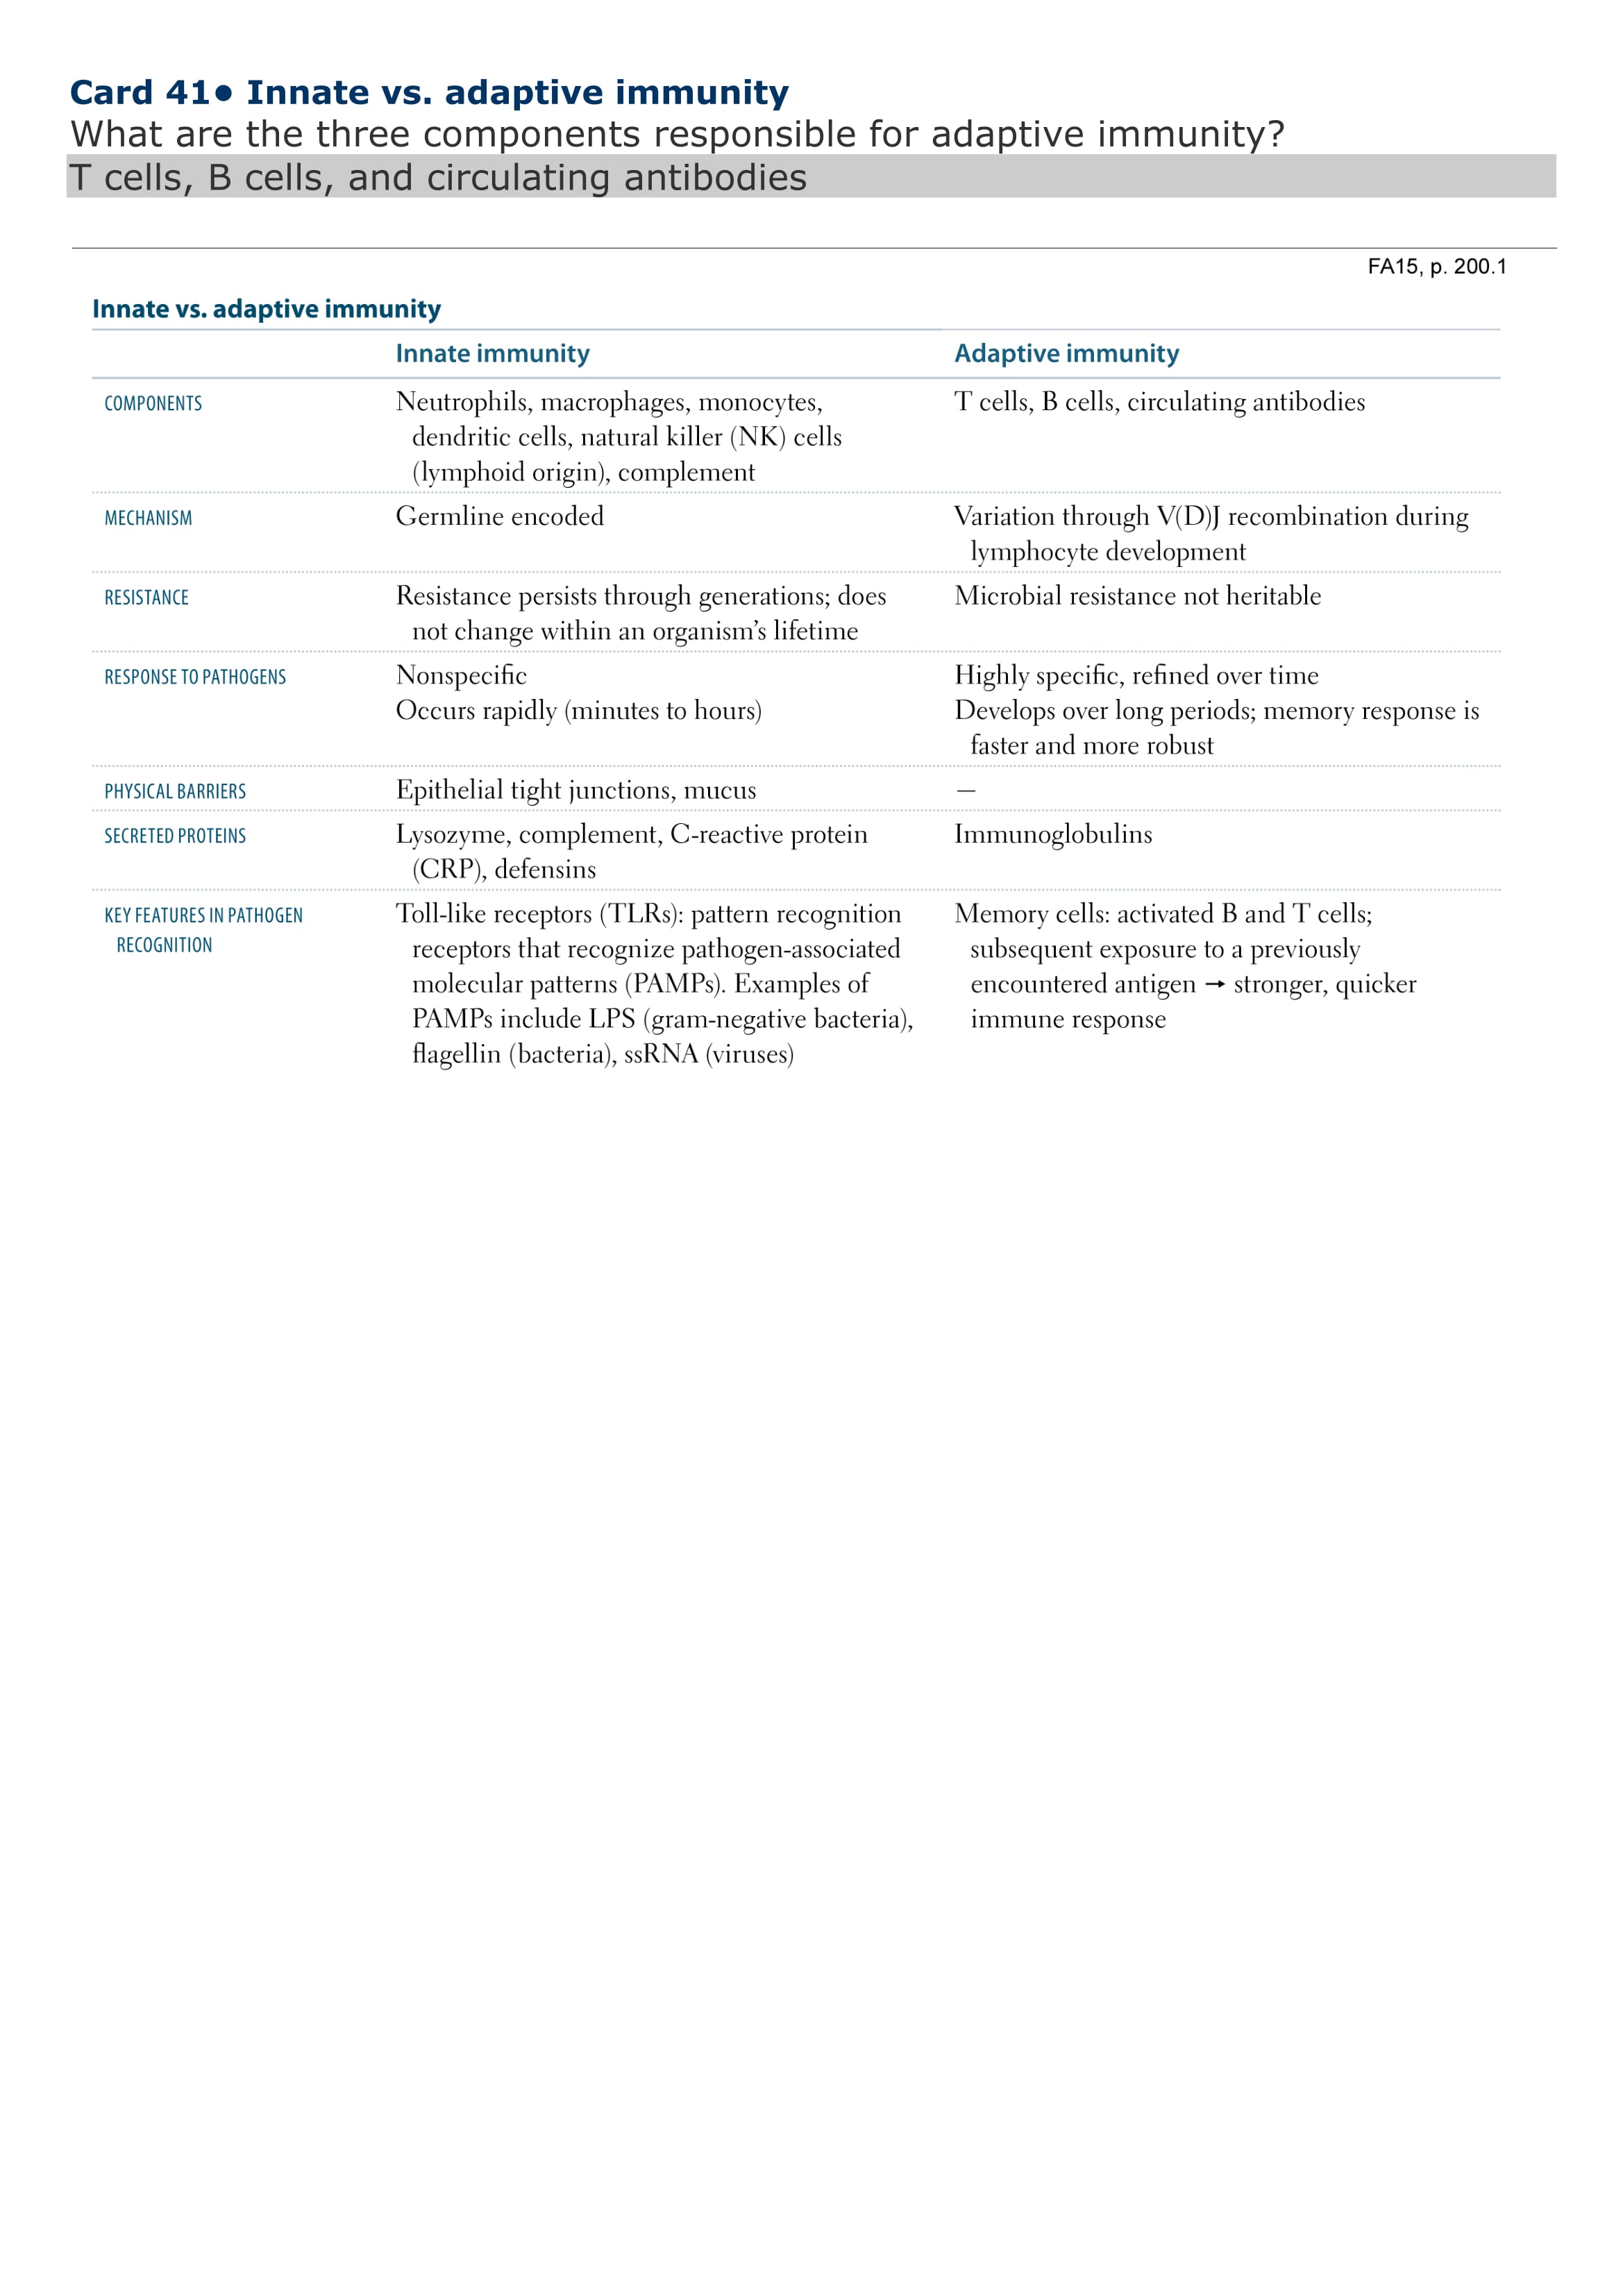 Card 41● Innate vs. adaptive immunity
What are the three components responsible for adaptive immunity?
T cells, B cells, and circulating antibodies
FA15, p. 200.1
Innate vs. adaptive immunity
Innate immunity Adaptive immunity
COMPONENTS Neutrophils, macrophages, monocytes, T cells, B cells, circulating antibodies
dendritic cells, natural killer (NK) cells
(lymphoid origin), complement
MECHANISM Germline encoded Variation through V(D)J recombination during
lymphocyte development
RESISTANCE Resistance persists through generations; does Microbial resistance not heritable
not change within an organism’s lifetime
RESPONSE TO PATHOGENS Nonspecific Highly specific, refined over time
Occurs rapidly (minutes to hours) Develops over long periods; memory response is
faster and more robust
PHYSICAL BARRIERS Epithelial tight junctions, mucus —
SECRETED PROTEINS Lysozyme, complement, C-reactive protein Immunoglobulins
(CRP), defensins
KEY FEATURES IN PATHOGEN Toll-like receptors (TLRs): pattern recognition Memory cells: activated B and T cells;
RECOGNITION receptors that recognize pathogen-associated subsequent exposure to a previously
molecular patterns (PAMPs). Examples of encountered antigen → stronger, quicker
PAMPs include LPS (gram-negative bacteria), immune response
flagellin (bacteria), ssRNA (viruses)